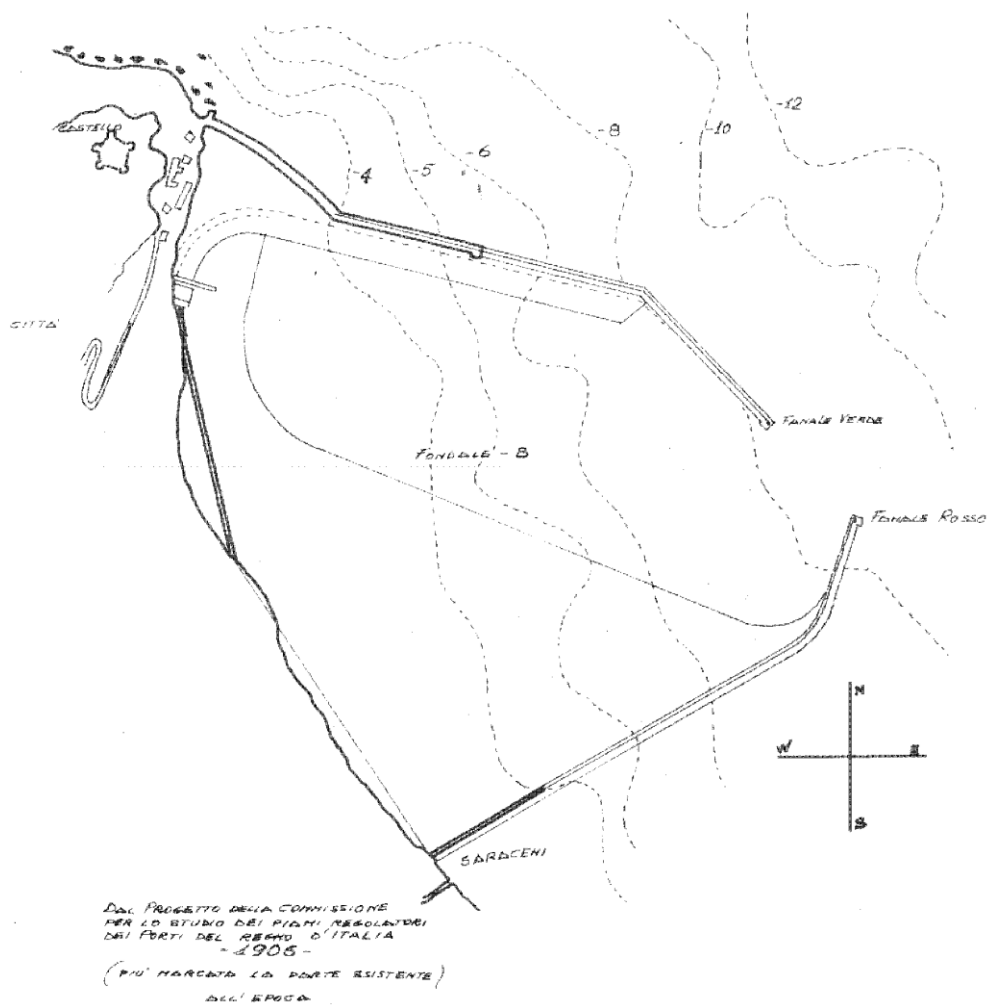 -12
-10
-8
-6
-5
-4
CASTELLO
CITTA'
FANALE VERDE
FONDALE - 8
FANALE ROSSO
N
W E
S
SARACENI
DAL PROGETTO DELLA COMMISSIONE
PER LO STUDIO DEI PIANI REGOLATORI
DEI PORTI DEL REGNO D'ITALIA
- 1905 -
(PIU' MARCATA LA PARTE ESISTENTE)
ALL' EPOCA